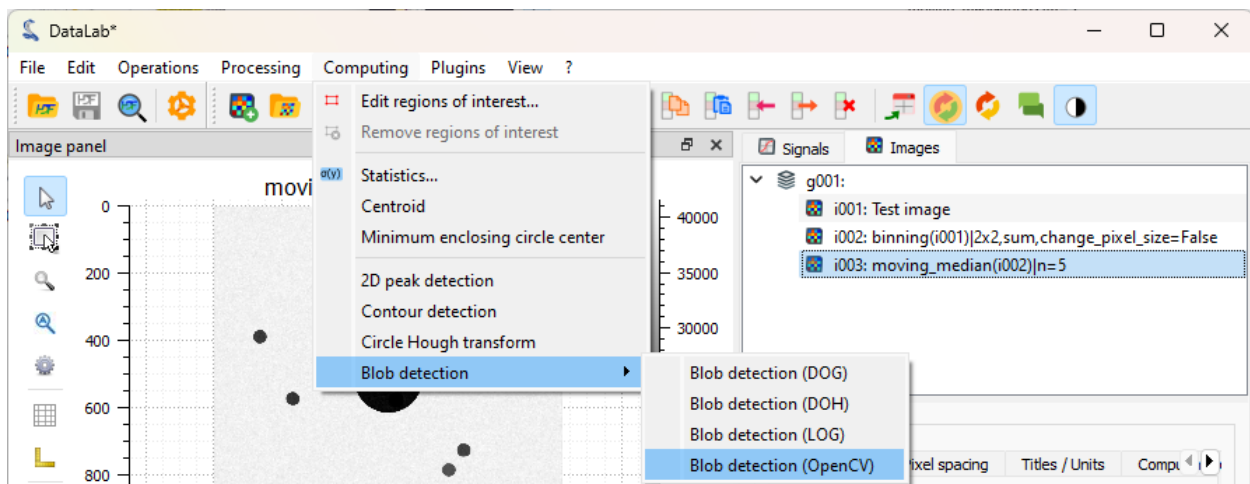 DataLab*
File Edit Operations Processing Computing Plugins View ?
Image panel
Edit regions of interest...
Remove regions of interest
σ(y) Statistics...
Centroid
Minimum enclosing circle center
2D peak detection
Contour detection
Circle Hough transform
Blob detection
Blob detection (DOG)
Blob detection (DOH)
Blob detection (LOG)
Blob detection (OpenCV)
movi
0
200
400
600
800
40000
35000
30000
Signals Images
g001:
i001: Test image
i002: binning(i001)|2x2,sum,change_pixel_size=False
i003: moving_median(i002)|n=5
ixel spacing Titles / Units Compu